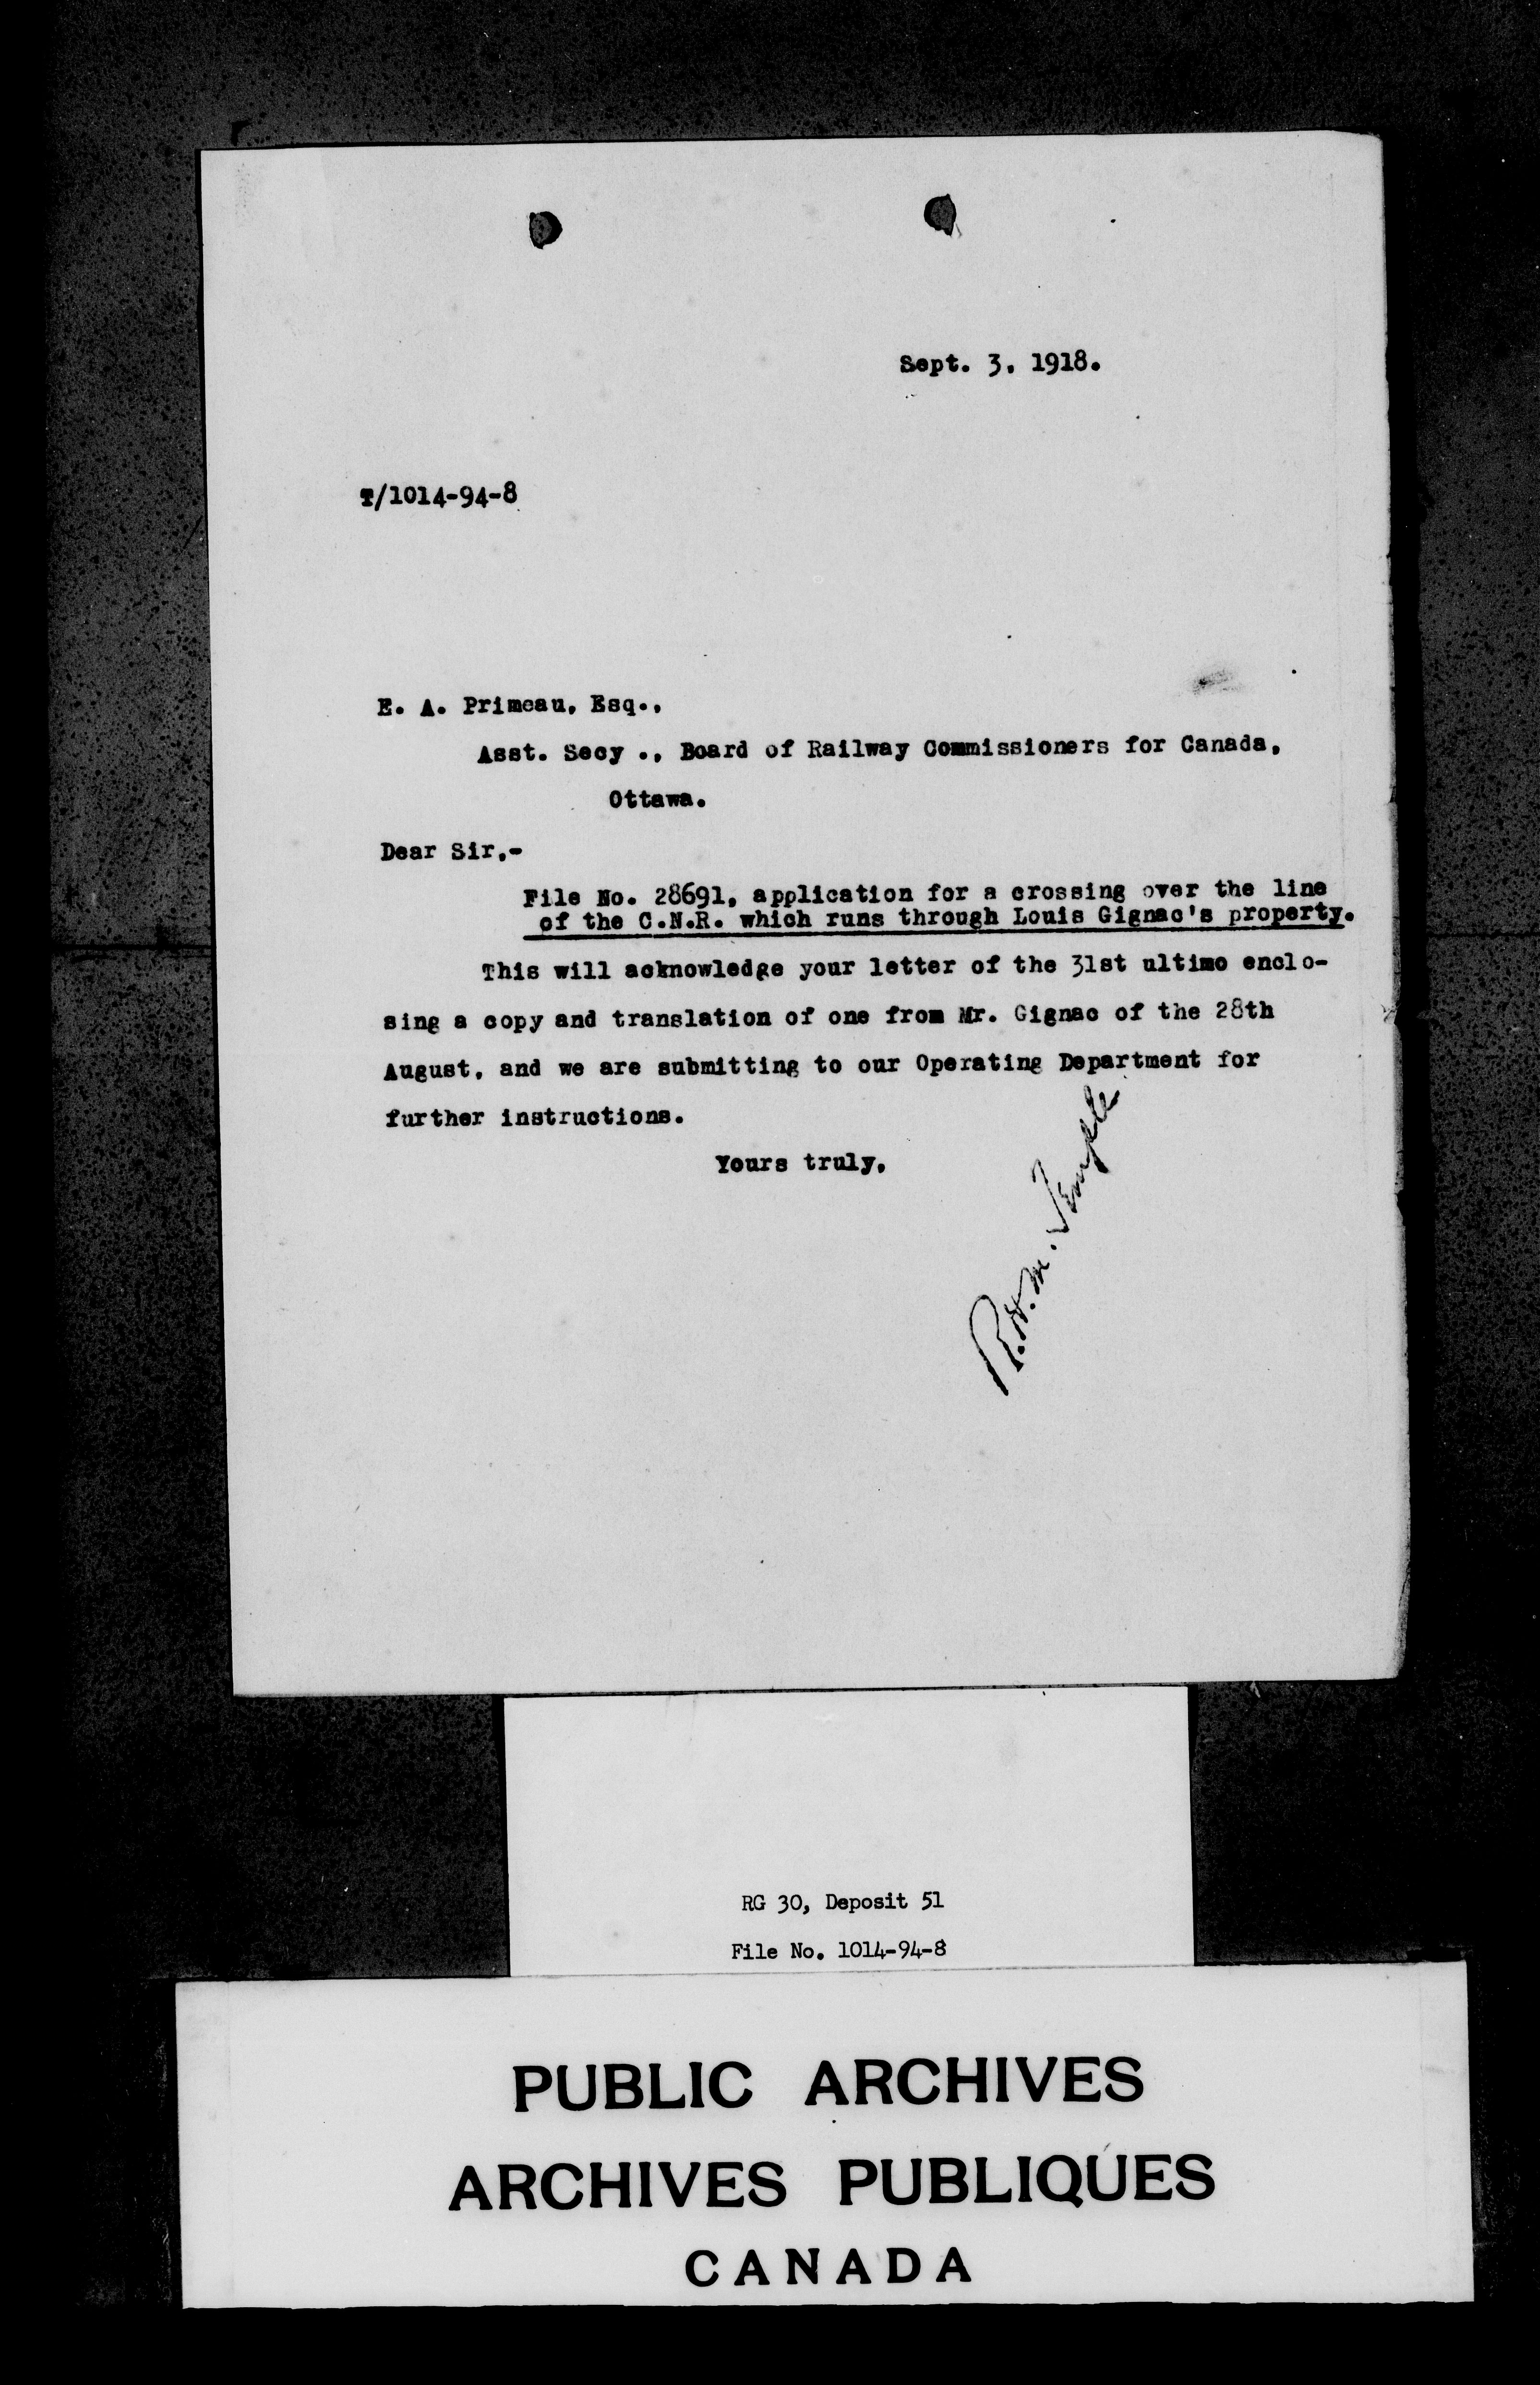 Sept. 3, 1918.
T/1014-94-8
E. A. Primeau, Esq.,
Asst. Secy ., Board of Railway Commissioners for Canada,
Ottawa.
Dear Sir,-
File No. 28691, application for a crossing over the line
of the C.N.R. which runs through Louis Gignac's property.
This will acknowledge your letter of the 31st ultimo enclo-
sing a copy and translation of one from Mr. Gignac of the 28th
August, and we are submitting to our Operating Department for
further instructions.
Yours truly,
R.H.M. Temple
RG 30, Deposit 51
File No. 1014-94-8
PUBLIC ARCHIVES
ARCHIVES PUBLIQUES
CANADA